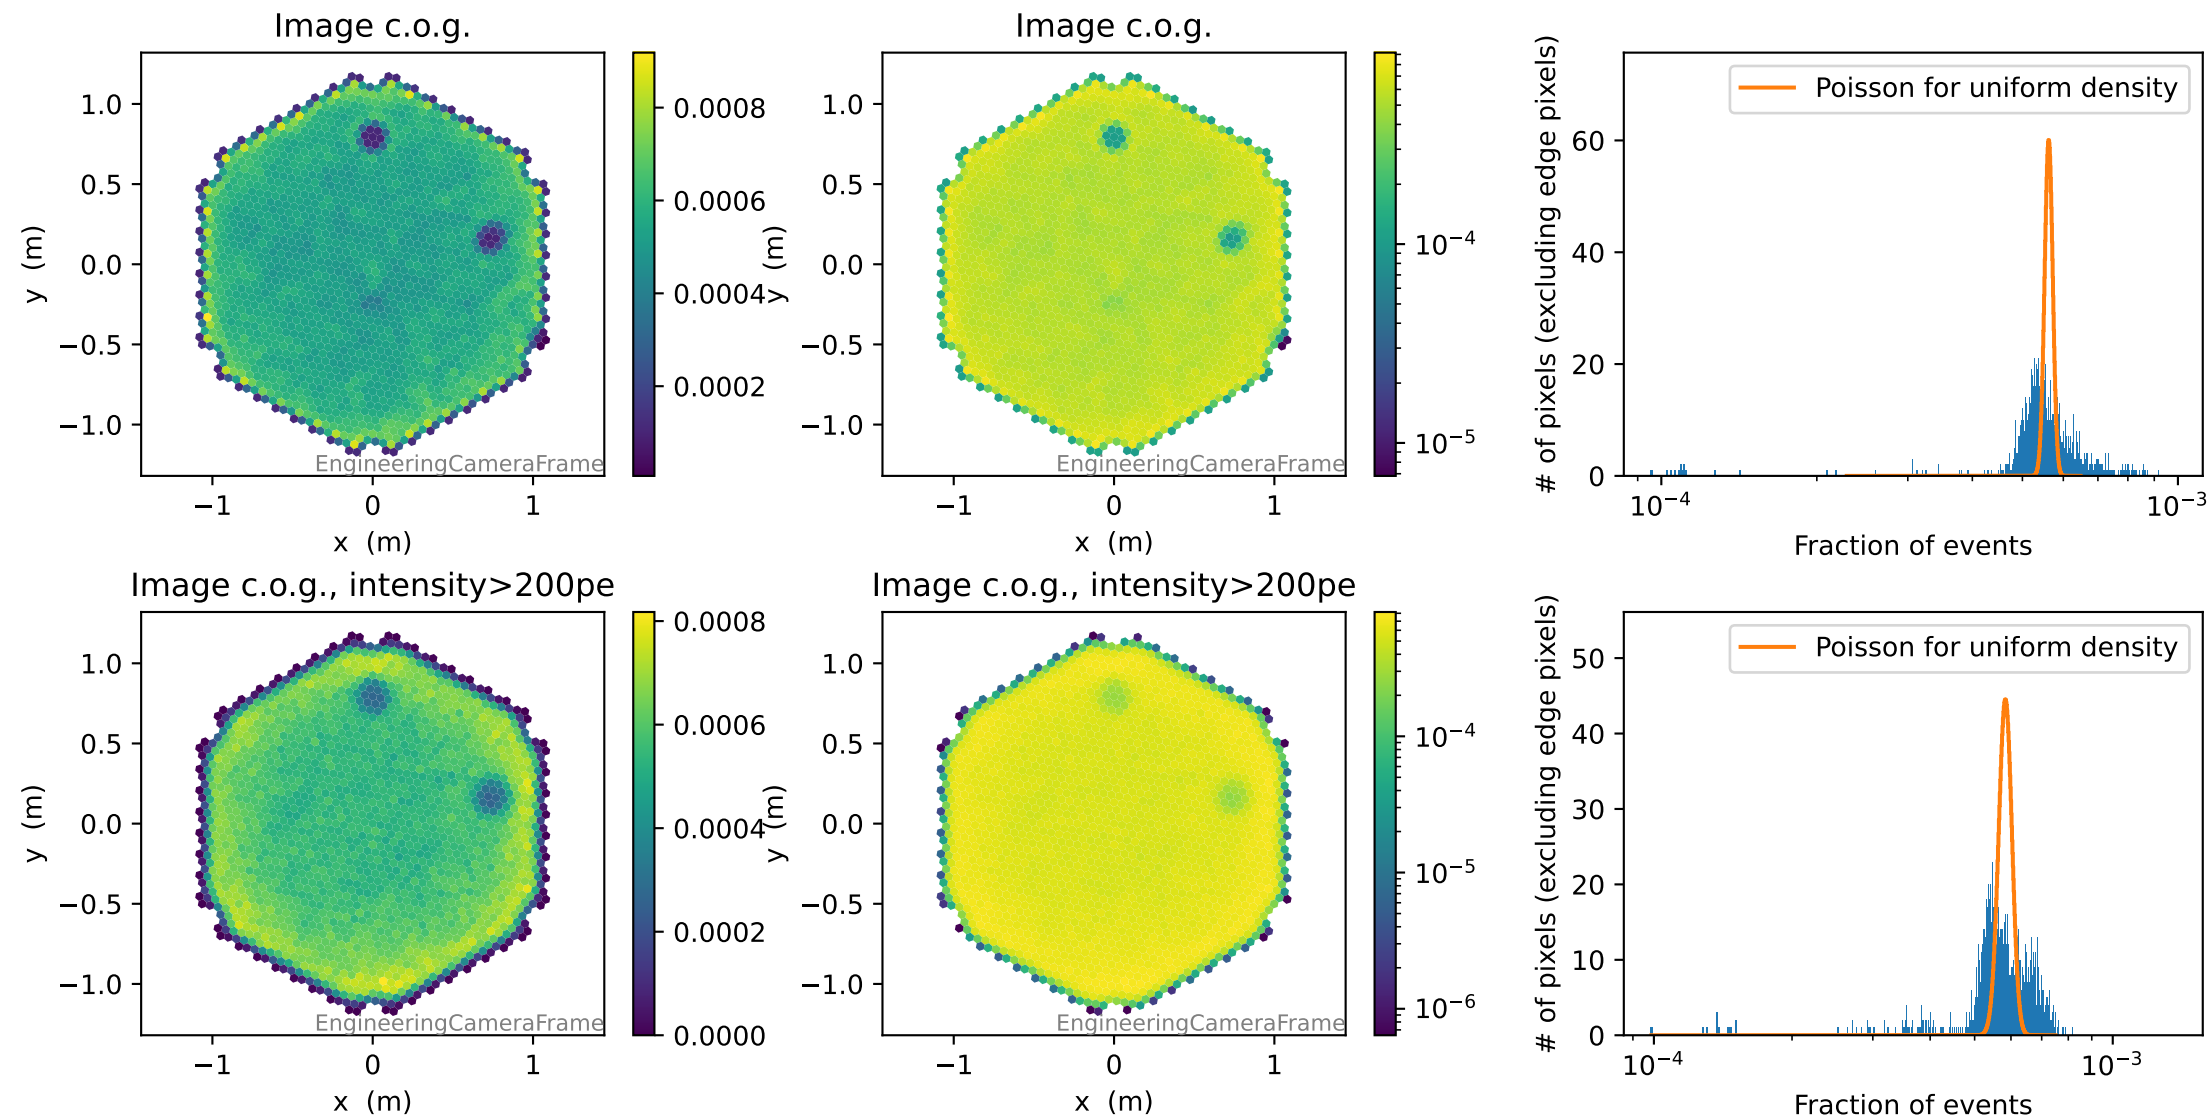 Image c.o.g.
1.0
0.5
0.0
−0.5
−1.0
y (m)
−1
0
1
x (m)
EngineeringCameraFrame
0.0008
0.0006
0.0004
0.0002
Image c.o.g.
1.0
0.5
0.0
−0.5
−1.0
y (m)
−1
0
1
x (m)
EngineeringCameraFrame
10⁻⁴
10⁻⁵
# of pixels (excluding edge pixels)
60
40
20
0
Poisson for uniform density
10⁻⁴
10⁻³
Fraction of events
Image c.o.g., intensity>200pe
1.0
0.5
0.0
−0.5
−1.0
y (m)
−1
0
1
x (m)
EngineeringCameraFrame
0.0008
0.0006
0.0004
0.0002
0.0000
Image c.o.g., intensity>200pe
1.0
0.5
0.0
−0.5
−1.0
y (m)
−1
0
1
x (m)
EngineeringCameraFrame
10⁻⁴
10⁻⁵
10⁻⁶
# of pixels (excluding edge pixels)
50
40
30
20
10
0
Poisson for uniform density
10⁻⁴
10⁻³
Fraction of events